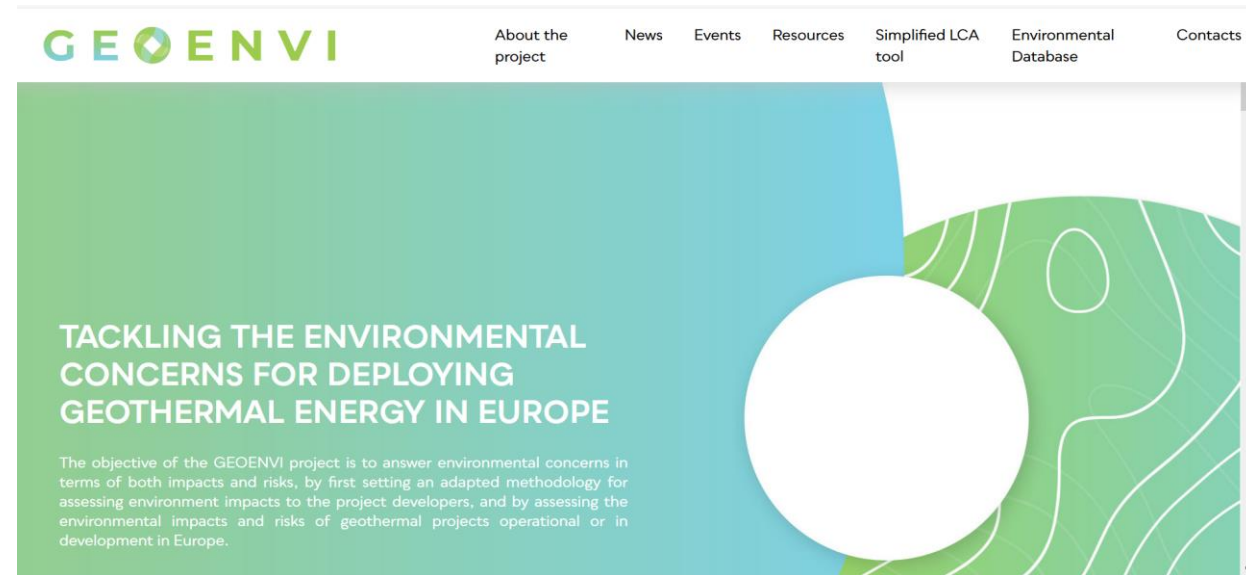 GEOENVI
About the
project
News
Events
Resources
Simplified LCA
tool
Environmental
Database
Contacts
TACKLING THE ENVIRONMENTAL
CONCERNS FOR DEPLOYING
GEOTHERMAL ENERGY IN EUROPE
The objective of the GEOENVI project is to answer environmental concerns in
terms of both impacts and risks, by first setting an adapted methodology for
assessing environment impacts to the project developers, and by assessing the
environmental impacts and risks of geothermal projects operational or in
development in Europe.